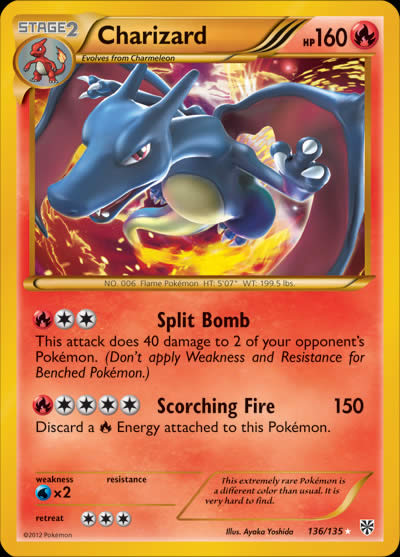 STAGE2 Charizard HP160
Evolves from Charmeleon
NO. 006 Flame Pokémon HT: 5'07" WT: 199.5 lbs.
Split Bomb
This attack does 40 damage to 2 of your opponent's
Pokémon. (Don't apply Weakness and Resistance for
Benched Pokémon.)
Scorching Fire 150
Discard a Energy attached to this Pokémon.
weakness resistance
×2
This extremely rare Pokémon is
a different color than usual. It is
very hard to find.
retreat
©2012 Pokémon
Illus. Ayaka Yoshida 136/135